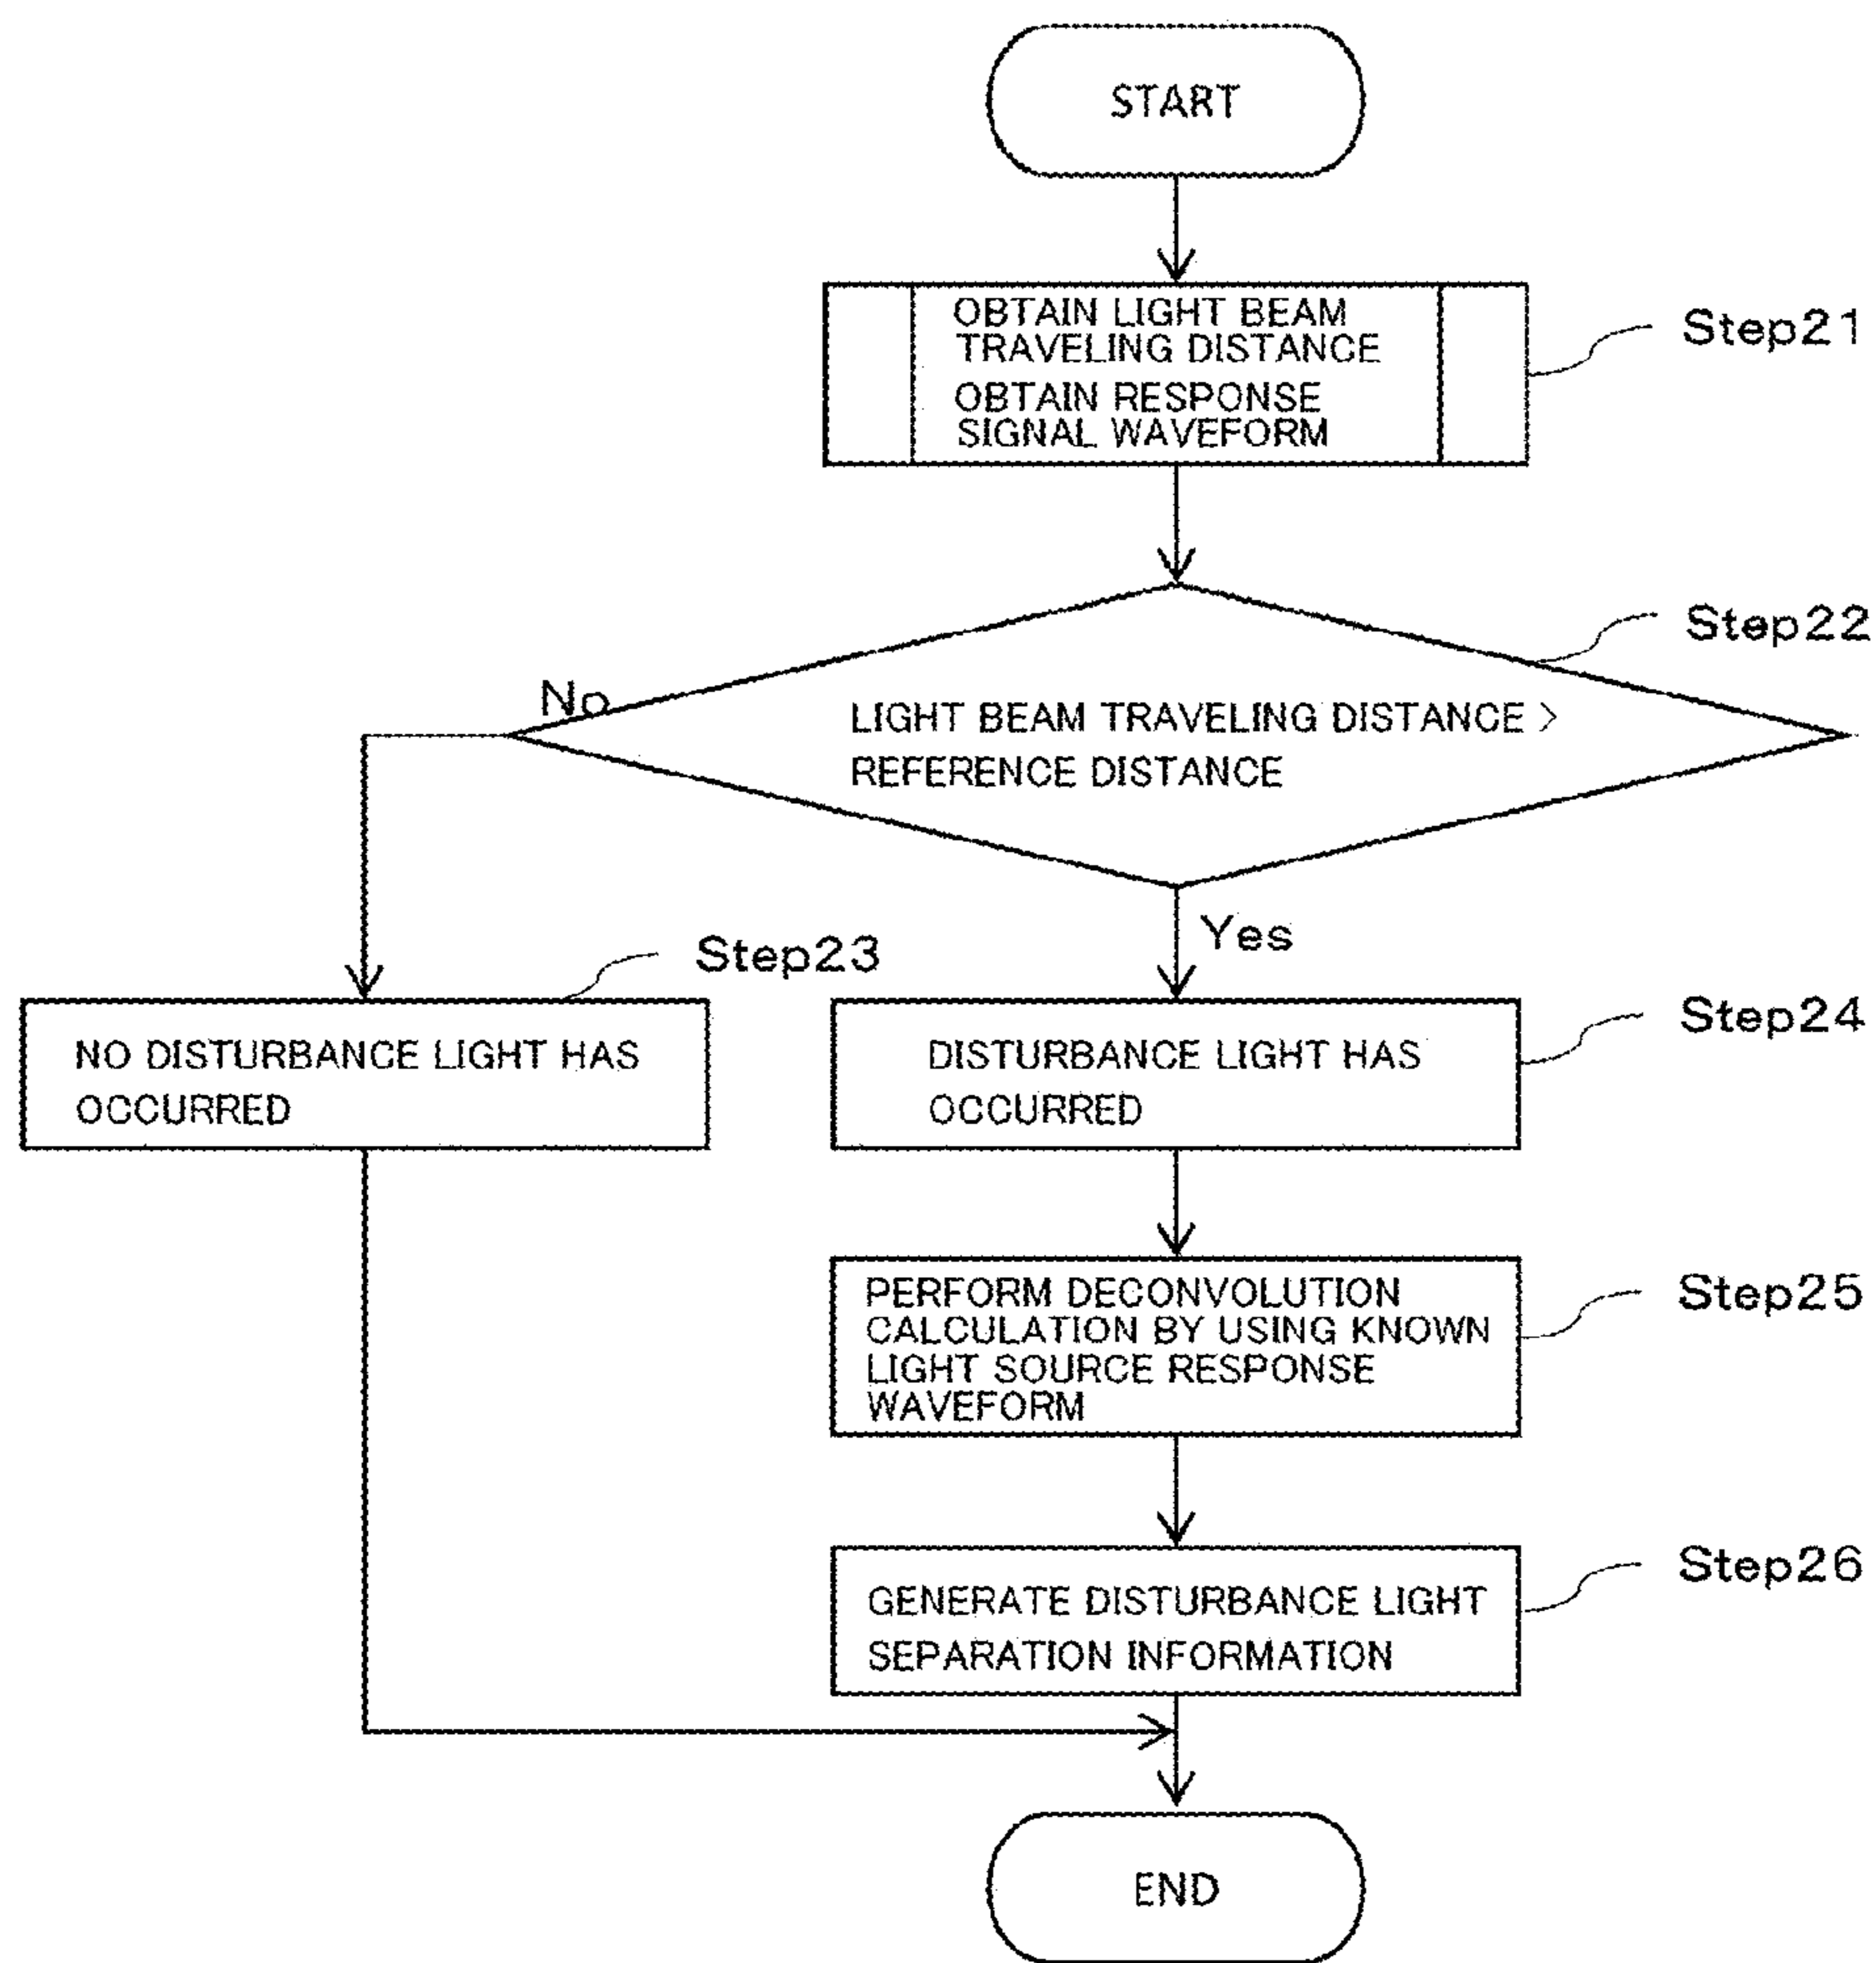 START
OBTAIN LIGHT BEAM
TRAVELING DISTANCE
OBTAIN RESPONSE
SIGNAL WAVEFORM
Step21
Step22
No
LIGHT BEAM TRAVELING DISTANCE >
REFERENCE DISTANCE
Yes
Step23
NO DISTURBANCE LIGHT HAS
OCCURRED
Step24
DISTURBANCE LIGHT HAS
OCCURRED
Step25
PERFORM DECONVOLUTION
CALCULATION BY USING KNOWN
LIGHT SOURCE RESPONSE
WAVEFORM
Step26
GENERATE DISTURBANCE LIGHT
SEPARATION INFORMATION
END